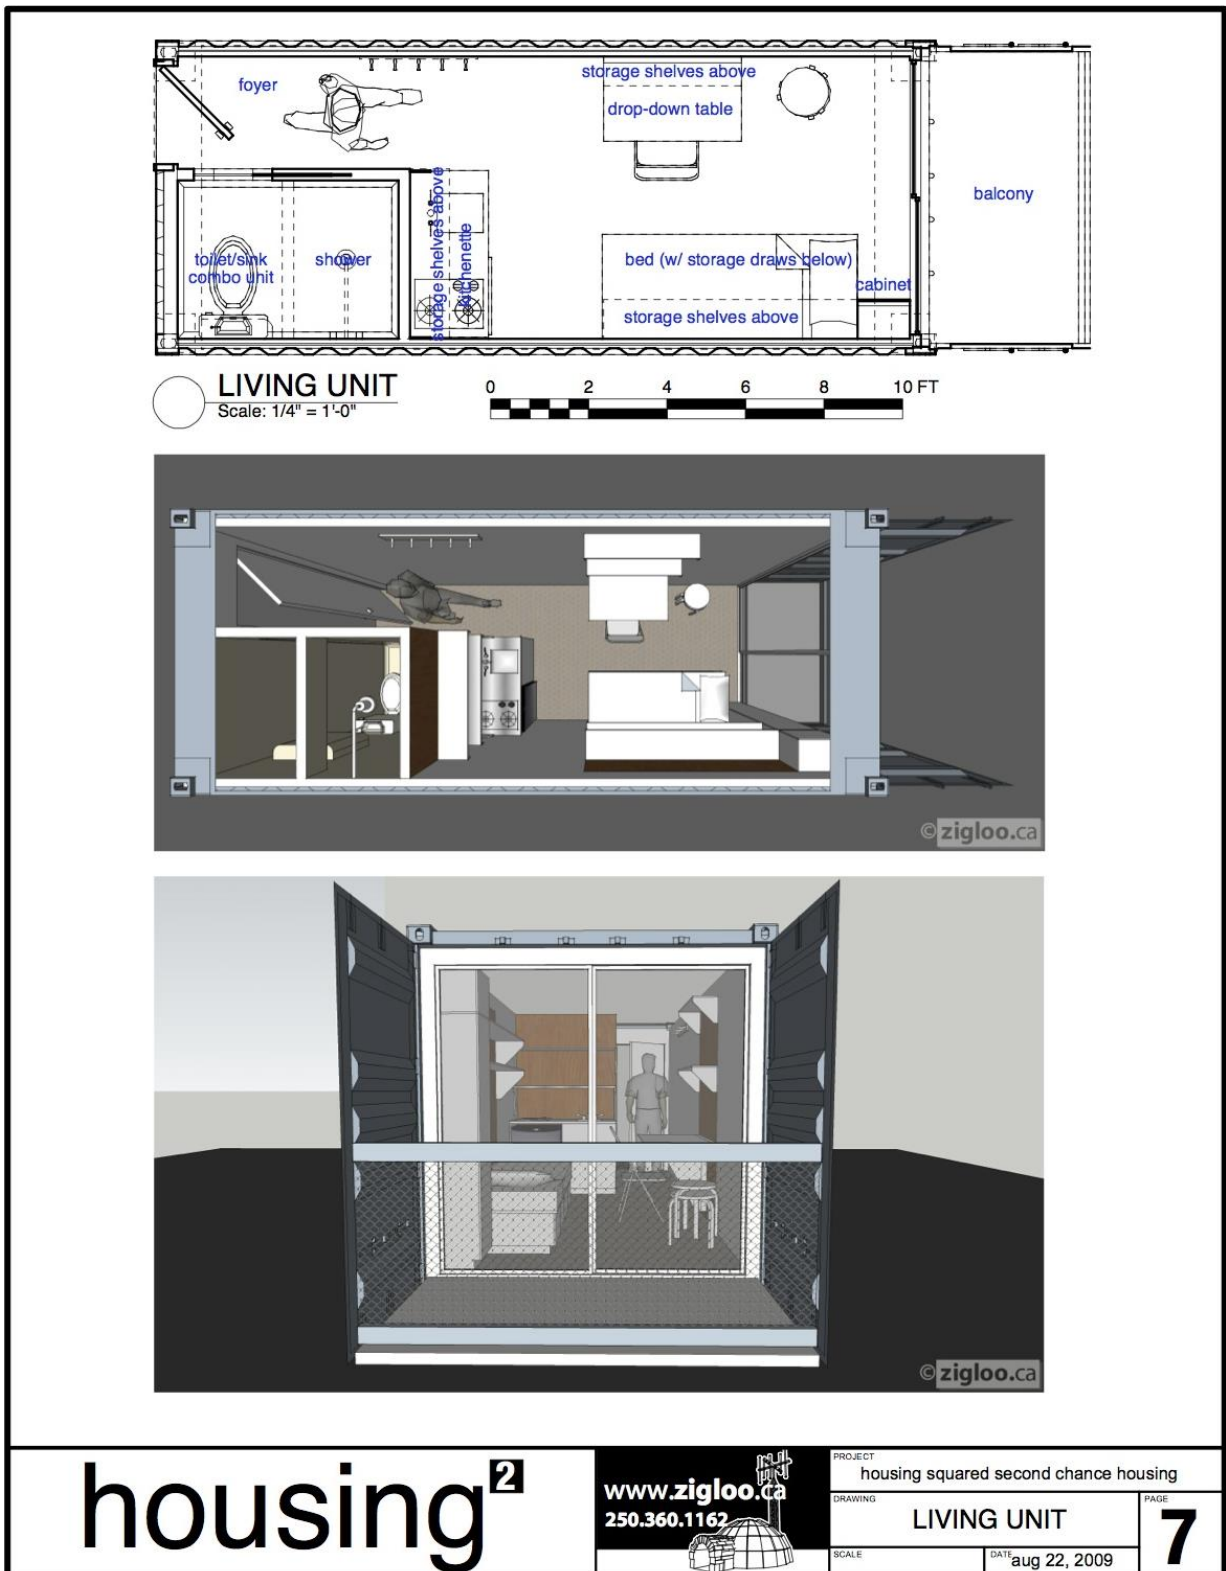 foyer
storage shelves above
drop-down table
balcony
toilet/sink
combo unit
shower
storage shelves above
kitchenette
bed (w/ storage draws below)
cabinet
storage shelves above
LIVING UNIT
Scale: 1/4" = 1'-0"
0 2 4 6 8 10 FT
© zigloo.ca
© zigloo.ca
housing2
www.zigloo.ca
250.360.1162
PROJECT
housing squared second chance housing
DRAWING
LIVING UNIT
PAGE
7
SCALE
DATE aug 22, 2009